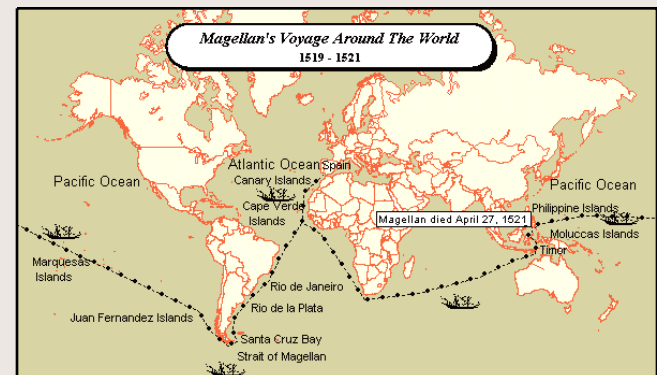 Magellan's Voyage Around The World
1519 - 1521
Atlantic Ocean
Spain
Pacific Ocean
Canary Islands
Pacific Ocean
Cape Verde
Islands
Philippine Islands
Magellan died April 27, 1521
Moluccas Islands
Timor
Marquesas
Islands
Rio de Janeiro
Rio de la Plata
Juan Fernandez Islands
Santa Cruz Bay
Strait of Magellan